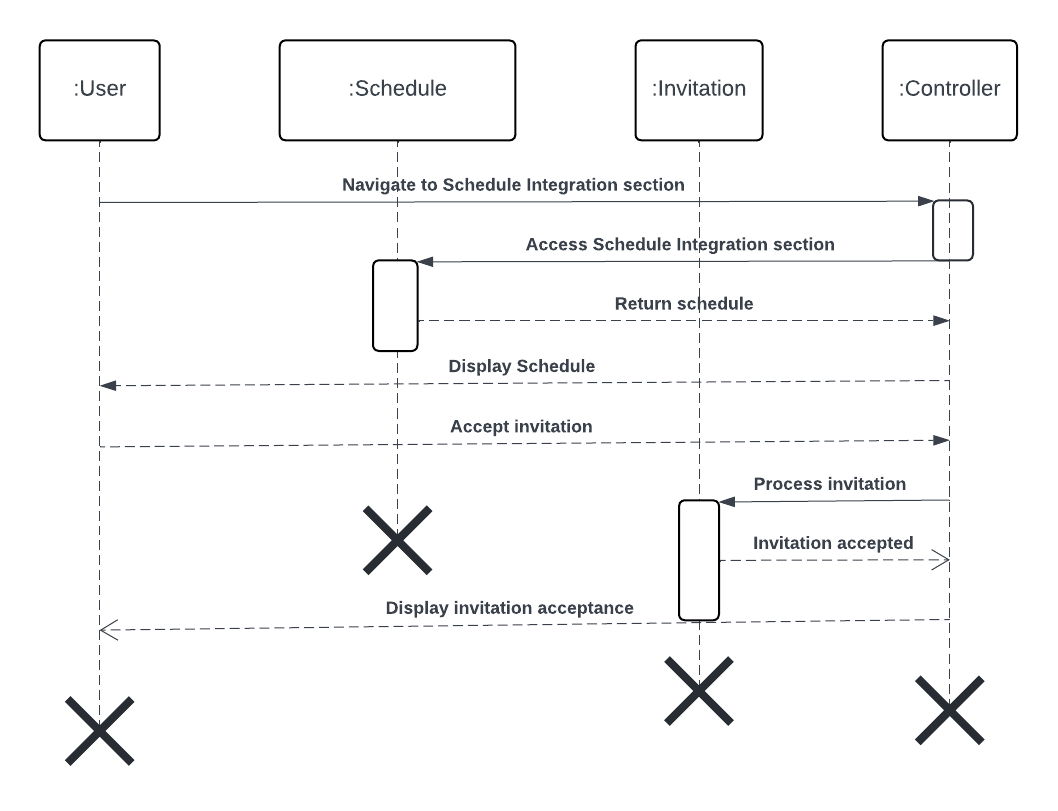 :User
:Schedule
:Invitation
:Controller
Navigate to Schedule Integration section
Access Schedule Integration section
Return schedule
Display Schedule
Accept invitation
Process invitation
Invitation accepted
Display invitation acceptance